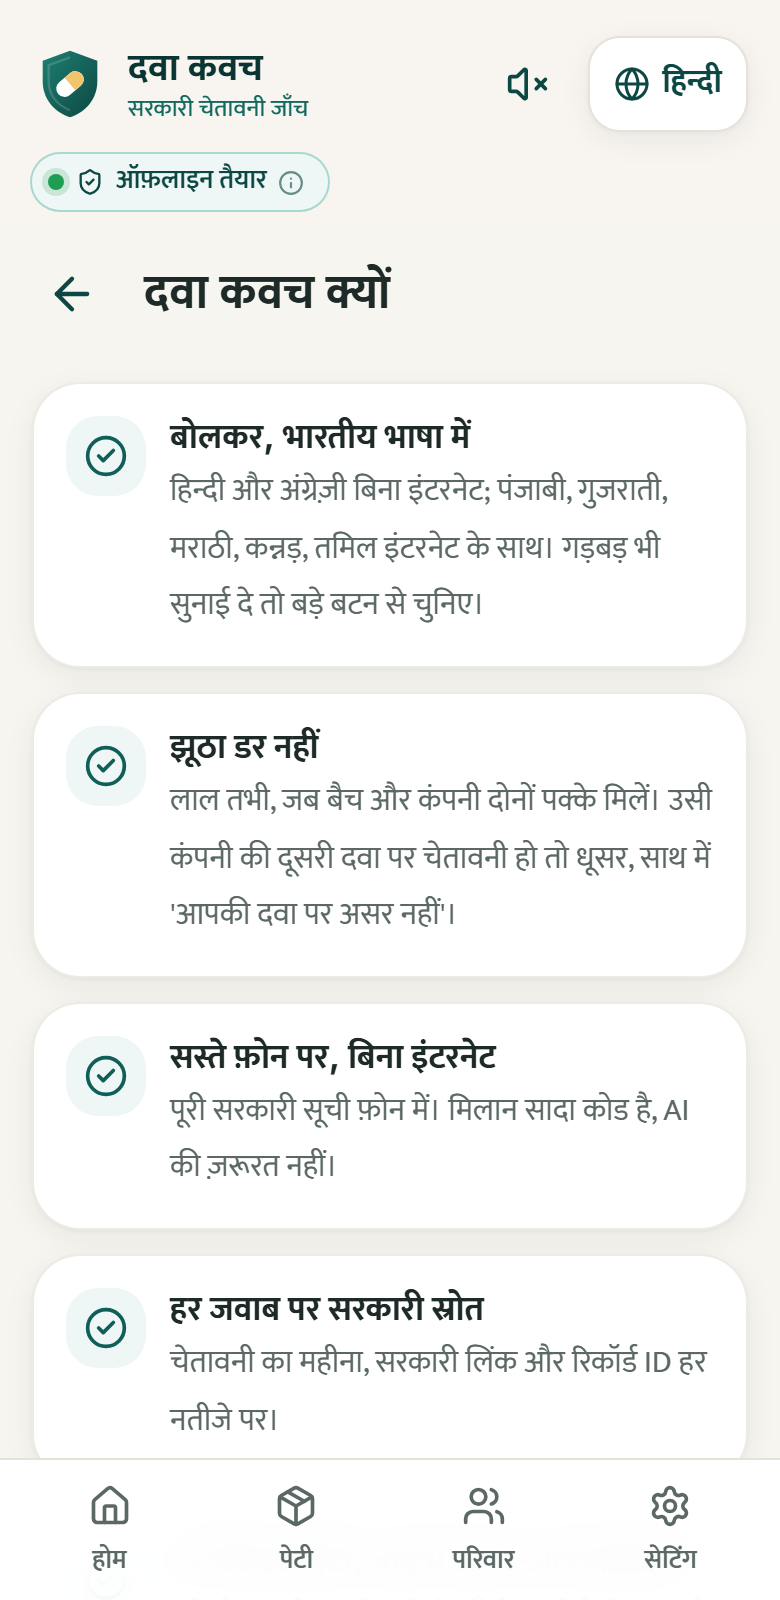 दवा कवच
सरकारी चेतावनी जाँच
हिन्दी
ऑफ़लाइन तैयार
दवा कवच क्यों
बोलकर, भारतीय भाषा में
हिन्दी और अंग्रेज़ी बिना इंटरनेट; पंजाबी, गुजराती,
मराठी, कन्नड़, तमिल इंटरनेट के साथ। गड़बड़ भी
सुनाई दे तो बड़े बटन से चुनिए।
झूठा डर नहीं
लाल तभी, जब बैच और कंपनी दोनों पक्के मिलें। उसी
कंपनी की दूसरी दवा पर चेतावनी हो तो धूसर, साथ में
'आपकी दवा पर असर नहीं'।
सस्ते फ़ोन पर, बिना इंटरनेट
पूरी सरकारी सूची फ़ोन में। मिलान सादा कोड है, AI
की ज़रूरत नहीं।
हर जवाब पर सरकारी स्रोत
चेतावनी का महीना, सरकारी लिंक और रिकॉर्ड ID हर
नतीजे पर।
होम
पेटी
परिवार
सेटिंग